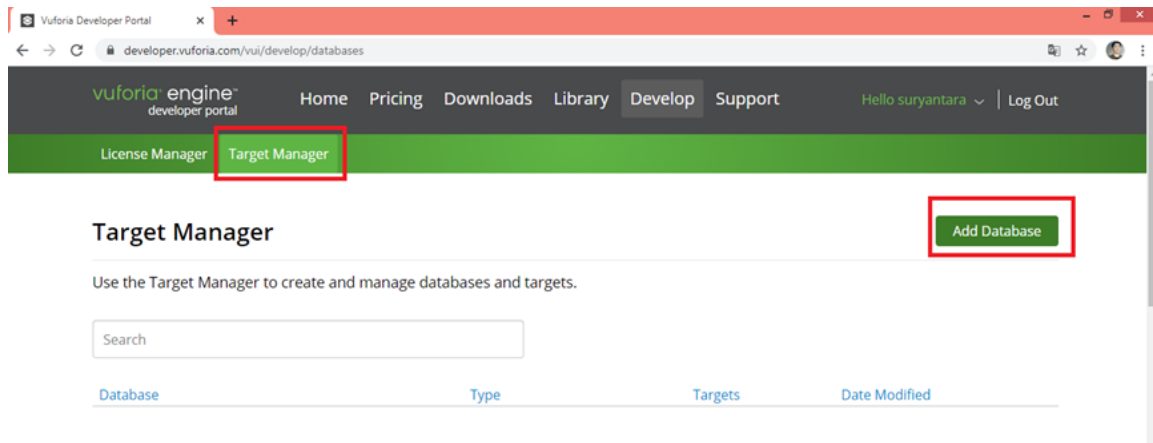 Vuforia Developer Portal
developer.vuforia.com/vui/develop/databases
vuforia engine™
developer portal
Home Pricing Downloads Library Develop Support Hello suryantara | Log Out
License Manager Target Manager
Target Manager
Add Database
Use the Target Manager to create and manage databases and targets.
Search
Database Type Targets Date Modified